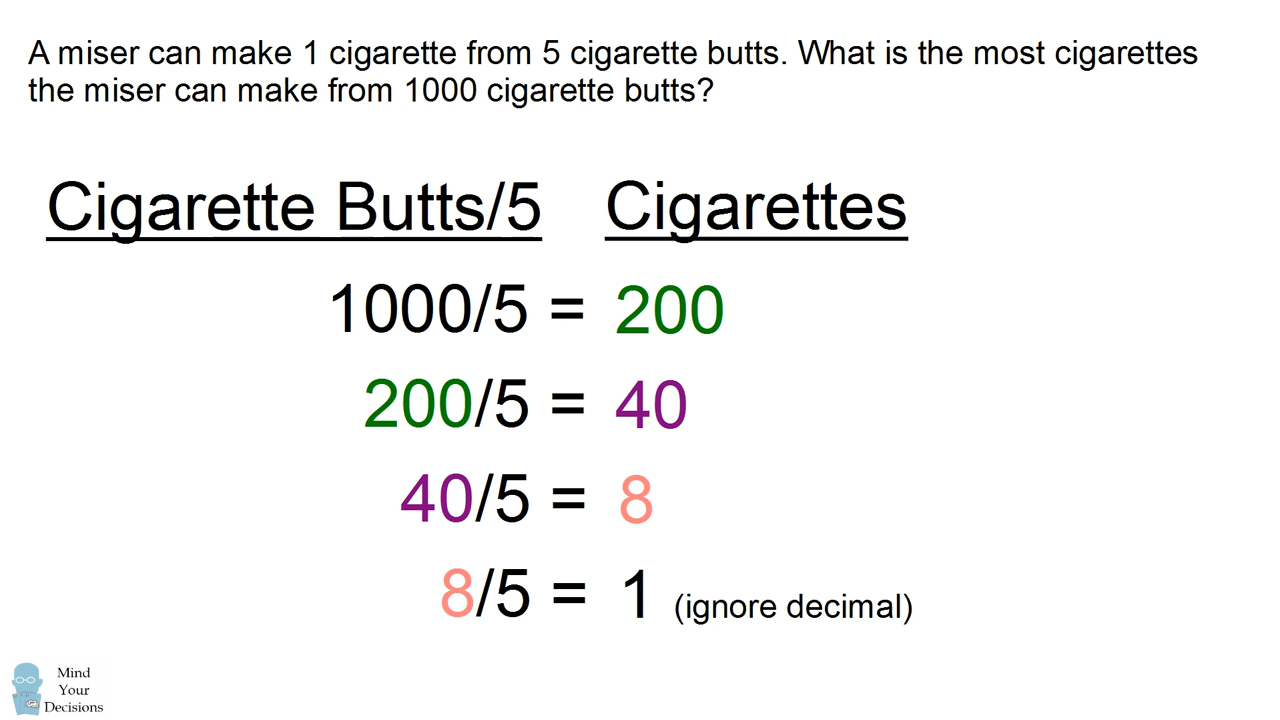 A miser can make 1 cigarette from 5 cigarette butts. What is the most cigarettes
the miser can make from 1000 cigarette butts?
Cigarette Butts/5 Cigarettes
1000/5 = 200
200/5 = 40
40/5 = 8
8/5 = 1 (ignore decimal)
Mind
Your
Decisions